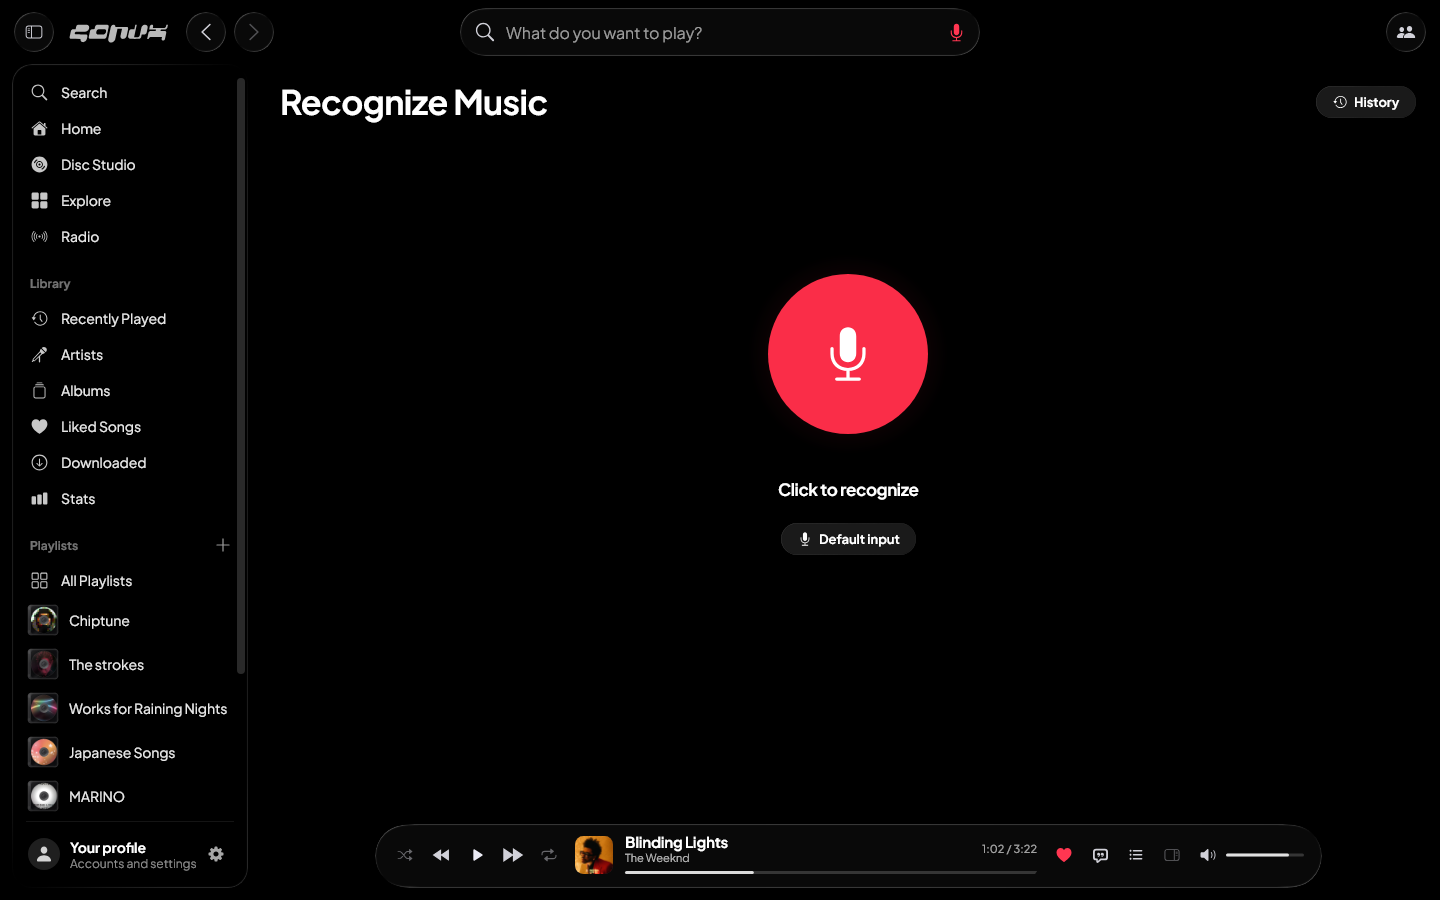 What do you want to play?
Search
Home
Disc Studio
Explore
Radio
Library
Recently Played
Artists
Albums
Liked Songs
Downloaded
Stats
Playlists
All Playlists
Chiptune
The strokes
Works for Raining Nights
Japanese Songs
MARINO
Your profile
Accounts and settings
Recognize Music
History
Click to recognize
Default input
Blinding Lights
The Weeknd
1:02 / 3:22